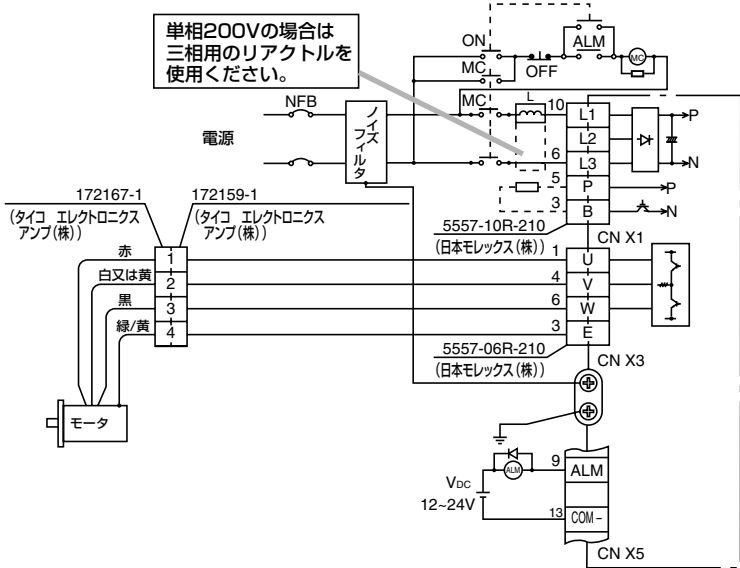 単相200Vの場合は
三相用のリアクトルを
使用ください。
ON
MC
OFF
ALM
MC
NFB
ノイズフィルタ
MC
L
10
L1
P
電源
L2
6
L3
N
5
P
P
3
B
N
172167-1
172159-1
(タイコ エレクトロニクス
アンプ(株))
(タイコ エレクトロニクス
アンプ(株))
5557-10R-210
(日本モレックス(株))
CN X1
赤
1
1
U
白又は黄
2
4
V
黒
3
6
W
緑/黄
4
3
E
5557-06R-210
(日本モレックス(株))
CN X3
モータ
ALM
9
ALM
VDC
12~24V
13
COM−
CN X5